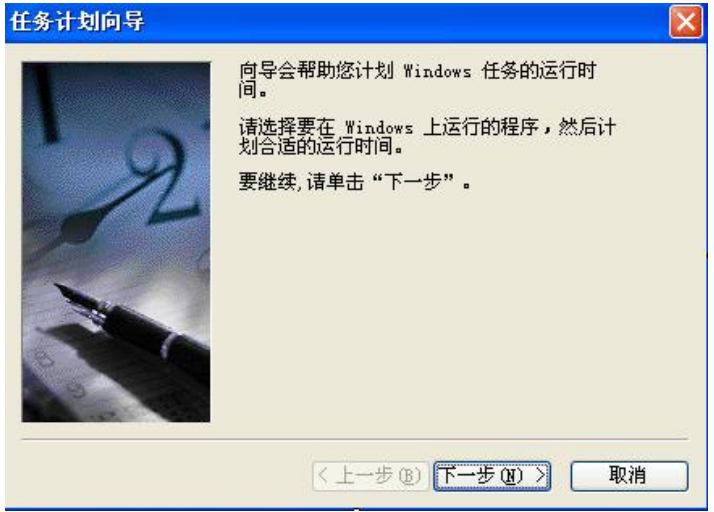 任务计划向导
向导会帮助您计划 Windows 任务的运行时
间。
请选择要在 Windows 上运行的程序，然后计
划合适的运行时间。
要继续,请单击“下一步”。
< 上一步(B) 下一步(N) > 取消